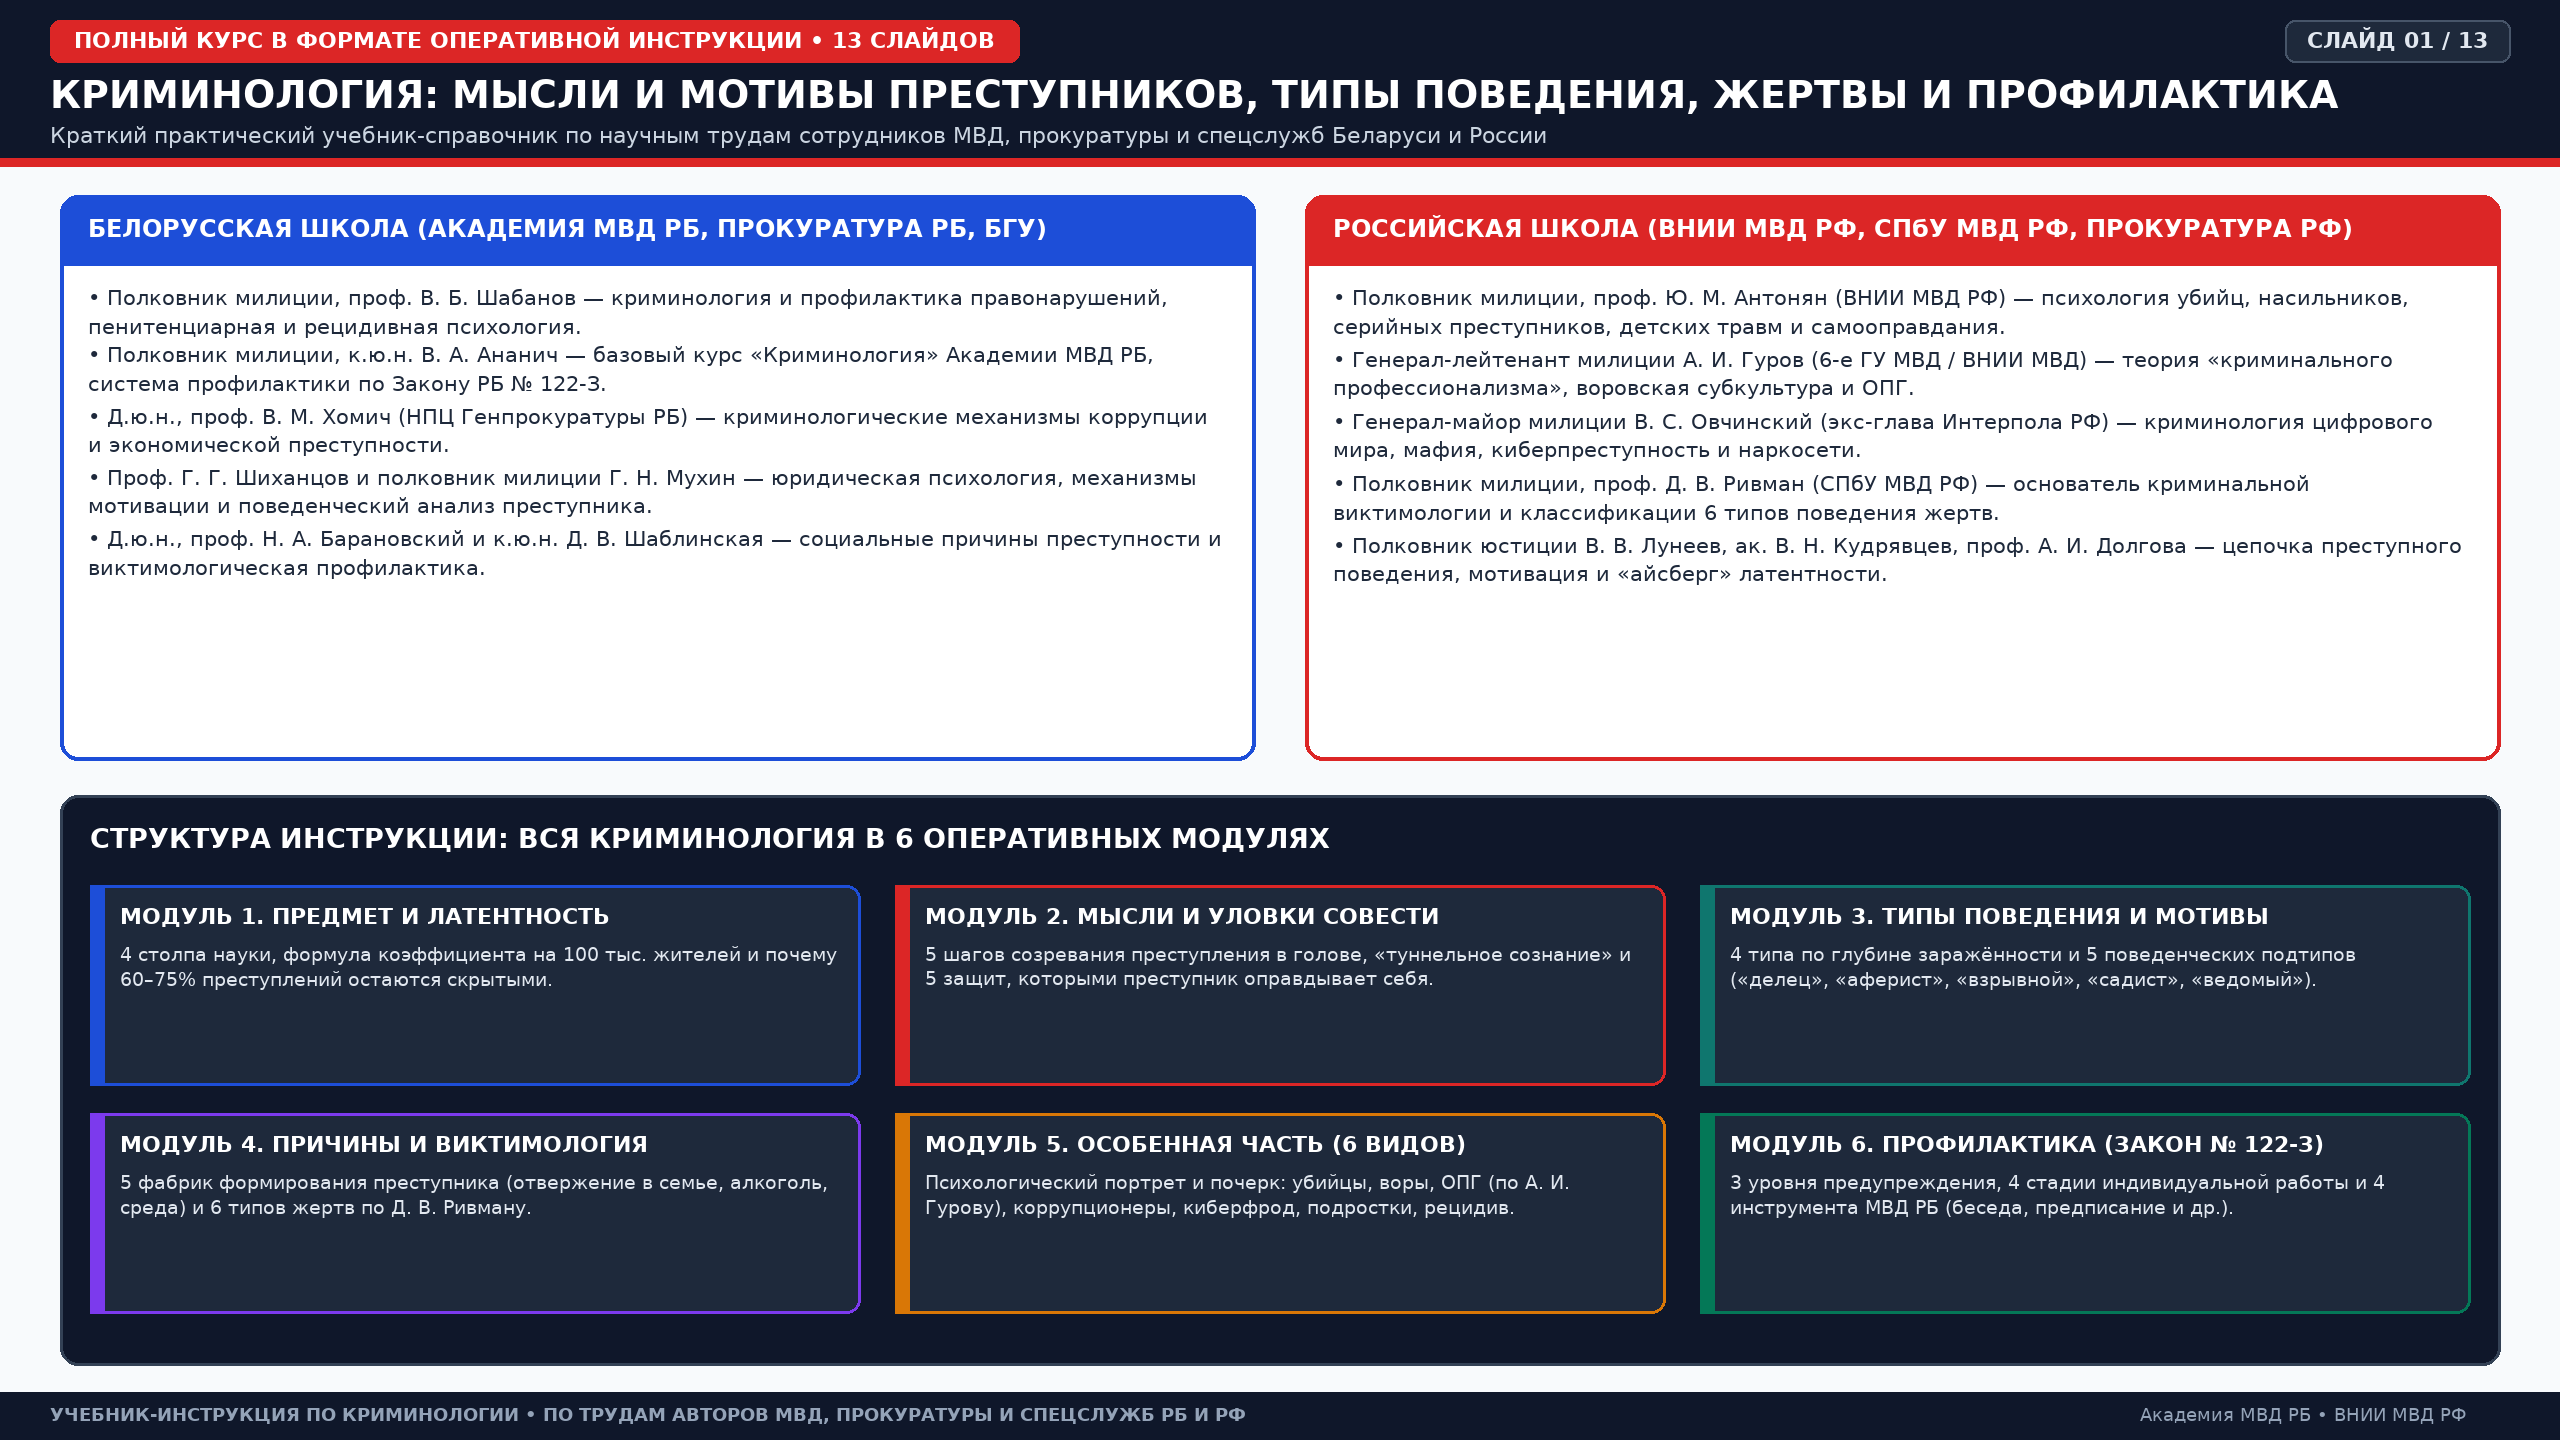 ПОЛНЫЙ КУРС В ФОРМАТЕ ОПЕРАТИВНОЙ ИНСТРУКЦИИ • 13 СЛАЙДОВ
СЛАЙД 01 / 13
КРИМИНОЛОГИЯ: МЫСЛИ И МОТИВЫ ПРЕСТУПНИКОВ, ТИПЫ ПОВЕДЕНИЯ, ЖЕРТВЫ И ПРОФИЛАКТИКА
Краткий практический учебник-справочник по научным трудам сотрудников МВД, прокуратуры и спецслужб Беларуси и России
БЕЛОРУССКАЯ ШКОЛА (АКАДЕМИЯ МВД РБ, ПРОКУРАТУРА РБ, БГУ)
• Полковник милиции, проф. В. Б. Шабанов — криминология и профилактика правонарушений,
пенитенциарная и рецидивная психология.
• Полковник милиции, к.ю.н. В. А. Ананич — базовый курс «Криминология» Академии МВД РБ,
система профилактики по Закону РБ № 122-З.
• Д.ю.н., проф. В. М. Хомич (НПЦ Генпрокуратуры РБ) — криминологические механизмы коррупции
и экономической преступности.
• Проф. Г. Г. Шиханцов и полковник милиции Г. Н. Мухин — юридическая психология, механизмы
мотивации и поведенческий анализ преступника.
• Д.ю.н., проф. Н. А. Барановский и к.ю.н. Д. В. Шаблинская — социальные причины преступности и
виктимологическая профилактика.
РОССИЙСКАЯ ШКОЛА (ВНИИ МВД РФ, СПбУ МВД РФ, ПРОКУРАТУРА РФ)
• Полковник милиции, проф. Ю. М. Антонян (ВНИИ МВД РФ) — психология убийц, насильников,
серийных преступников, детских травм и самооправдания.
• Генерал-лейтенант милиции А. И. Гуров (6-е ГУ МВД / ВНИИ МВД) — теория «криминального
профессионализма», воровская субкультура и ОПГ.
• Генерал-майор милиции В. С. Овчинский (экс-глава Интерпола РФ) — криминология цифрового
мира, мафия, киберпреступность и наркосети.
• Полковник милиции, проф. Д. В. Ривман (СПбУ МВД РФ) — основатель криминальной
виктимологии и классификации 6 типов поведения жертв.
• Полковник юстиции В. В. Лунеев, ак. В. Н. Кудрявцев, проф. А. И. Долгова — цепочка преступного
поведения, мотивация и «айсберг» латентности.
СТРУКТУРА ИНСТРУКЦИИ: ВСЯ КРИМИНОЛОГИЯ В 6 ОПЕРАТИВНЫХ МОДУЛЯХ
МОДУЛЬ 1. ПРЕДМЕТ И ЛАТЕНТНОСТЬ
4 столпа науки, формула коэффициента на 100 тыс. жителей и почему
60–75% преступлений остаются скрытыми.
МОДУЛЬ 2. МЫСЛИ И УЛОВКИ СОВЕСТИ
5 шагов созревания преступления в голове, «туннельное сознание» и
5 защит, которыми преступник оправдывает себя.
МОДУЛЬ 3. ТИПЫ ПОВЕДЕНИЯ И МОТИВЫ
4 типа по глубине заражённости и 5 поведенческих подтипов
(«делец», «аферист», «взрывной», «садист», «ведомый»).
МОДУЛЬ 4. ПРИЧИНЫ И ВИКТИМОЛОГИЯ
5 фабрик формирования преступника (отвержение в семье, алкоголь,
среда) и 6 типов жертв по Д. В. Ривману.
МОДУЛЬ 5. ОСОБЕННАЯ ЧАСТЬ (6 ВИДОВ)
Психологический портрет и почерк: убийцы, воры, ОПГ (по А. И.
Гурову), коррупционеры, киберфрод, подростки, рецидив.
МОДУЛЬ 6. ПРОФИЛАКТИКА (ЗАКОН № 122-З)
3 уровня предупреждения, 4 стадии индивидуальной работы и 4
инструмента МВД РБ (беседа, предписание и др.).
УЧЕБНИК-ИНСТРУКЦИЯ ПО КРИМИНОЛОГИИ • ПО ТРУДАМ АВТОРОВ МВД, ПРОКУРАТУРЫ И СПЕЦСЛУЖБ РБ И РФ
Академия МВД РБ • ВНИИ МВД РФ